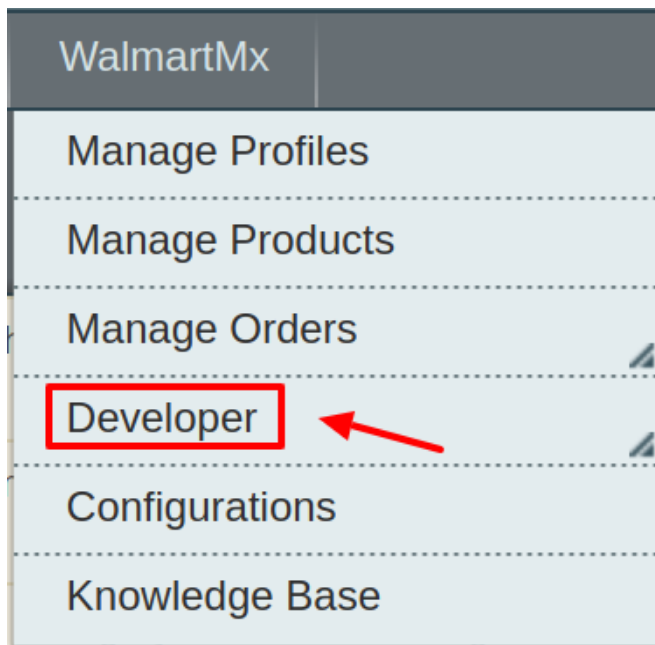 WalmartMx
Manage Profiles
Manage Products
Manage Orders
Developer
Configurations
Knowledge Base